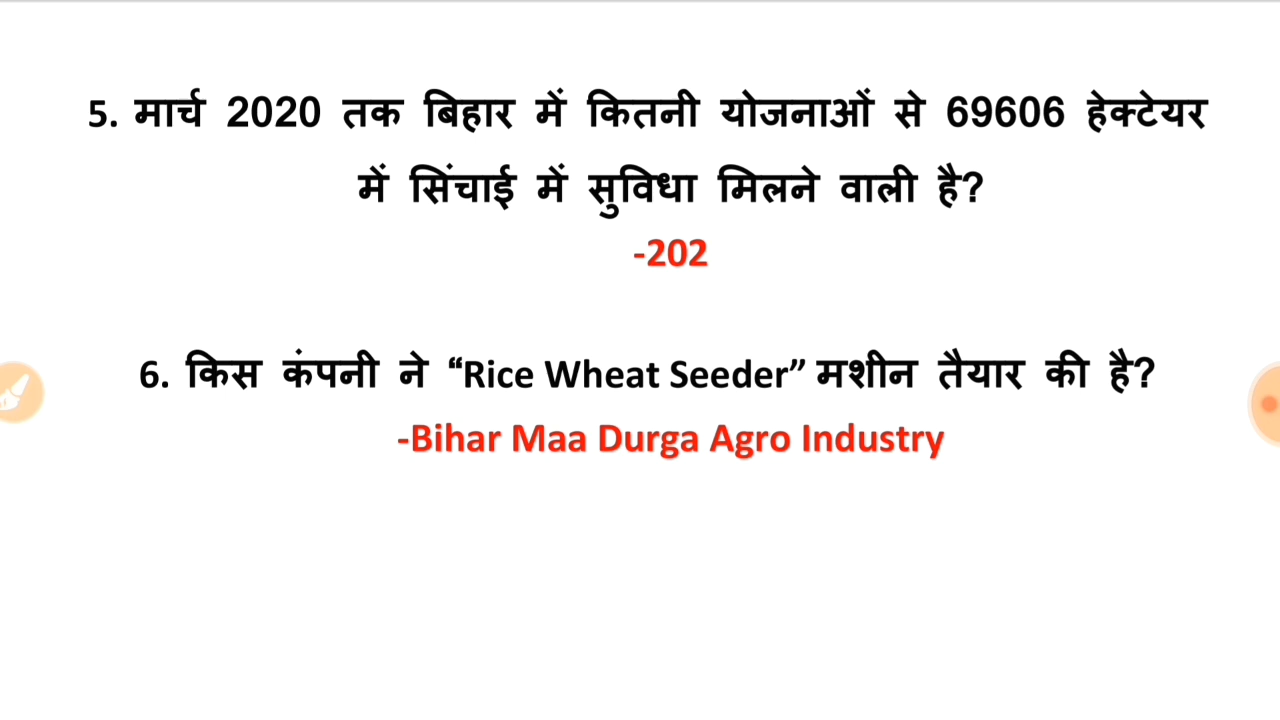 5. मार्च 2020 तक बिहार में कितनी योजनाओं से 69606 हेक्टेयर
में सिंचाई में सुविधा मिलने वाली है?
-202
6. किस कंपनी ने “Rice Wheat Seeder” मशीन तैयार की है?
-Bihar Maa Durga Agro Industry